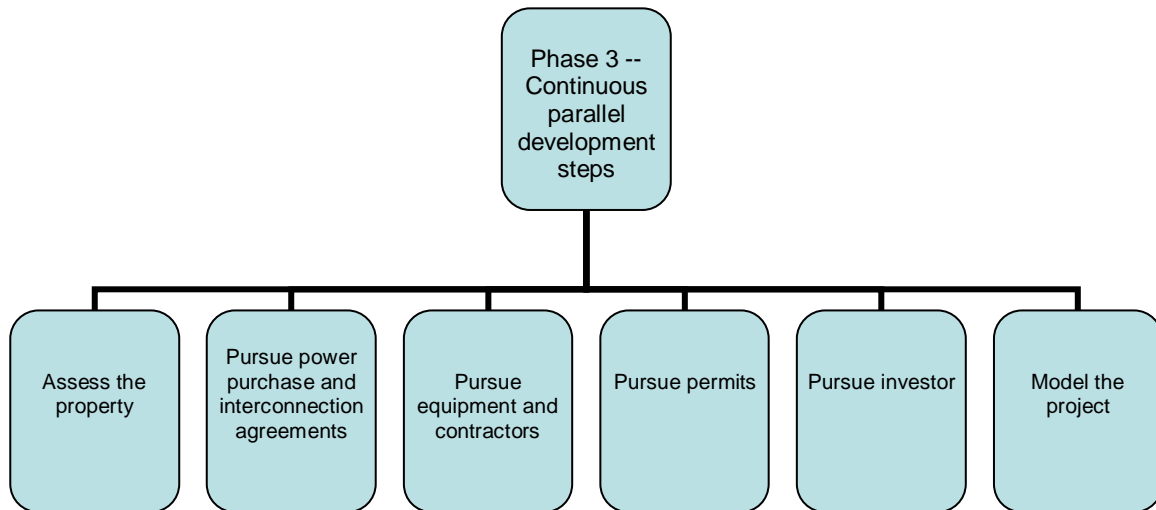 Phase 3 --
Continuous
parallel
development
steps
Assess the
property
Pursue power
purchase and
interconnection
agreements
Pursue
equipment and
contractors
Pursue permits
Pursue investor
Model the
project